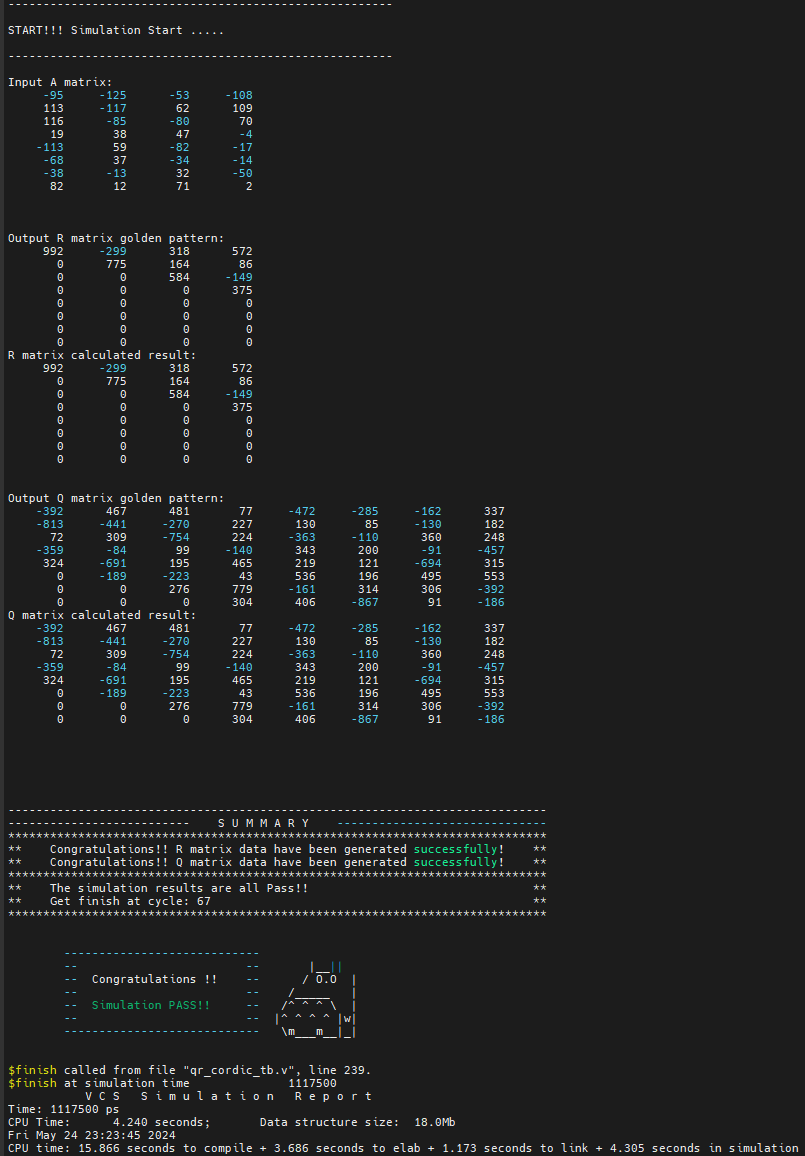 -------------------------------------------------------
START!!! Simulation Start .....
-------------------------------------------------------
Input A matrix:
-95 -125 -53 -108
113 -117 62 109
116 -85 -80 70
19 38 47 -4
-113 59 -82 -17
-68 37 -34 -14
-38 -13 32 -50
82 12 71 2
Output R matrix golden pattern:
992 -299 318 572
0 775 164 86
0 0 584 -149
0 0 0 375
0 0 0 0
0 0 0 0
0 0 0 0
0 0 0 0
R matrix calculated result:
992 -299 318 572
0 775 164 86
0 0 584 -149
0 0 0 375
0 0 0 0
0 0 0 0
0 0 0 0
0 0 0 0
Output Q matrix golden pattern:
-392 467 481 77 -472 -285 -162 337
-813 -441 -270 227 130 85 -130 182
72 309 -754 224 -363 -110 360 248
-359 -84 99 -140 343 200 -91 -457
324 -691 195 465 219 121 -694 315
0 -189 -223 43 536 196 495 553
0 0 276 779 -161 314 306 -392
0 0 0 304 406 -867 91 -186
Q matrix calculated result:
-392 467 481 77 -472 -285 -162 337
-813 -441 -270 227 130 85 -130 182
72 309 -754 224 -363 -110 360 248
-359 -84 99 -140 343 200 -91 -457
324 -691 195 465 219 121 -694 315
0 -189 -223 43 536 196 495 553
0 0 276 779 -161 314 306 -392
0 0 0 304 406 -867 91 -186
-----------------------------------------------------------------------------
-------------------------- S U M M A R Y ------------------------------
*****************************************************************************
** Congratulations!! R matrix data have been generated successfully! **
** Congratulations!! Q matrix data have been generated successfully! **
*****************************************************************************
** The simulation results are all Pass!! **
** Get finish at cycle: 67 **
*****************************************************************************
----------------------------
-- -- |__||
-- Congratulations !! -- / O.O |
-- -- /_____ |
-- Simulation PASS!! -- /^ ^ ^ \ |
-- -- |^ ^ ^ ^ |w|
---------------------------- \m___m__|_|
$finish called from file "qr_cordic_tb.v", line 239.
$finish at simulation time 1117500
V C S S i m u l a t i o n R e p o r t
Time: 1117500 ps
CPU Time: 4.240 seconds; Data structure size: 18.0Mb
Fri May 24 23:23:45 2024
CPU time: 15.866 seconds to compile + 3.686 seconds to elab + 1.173 seconds to link + 4.305 seconds in simulation